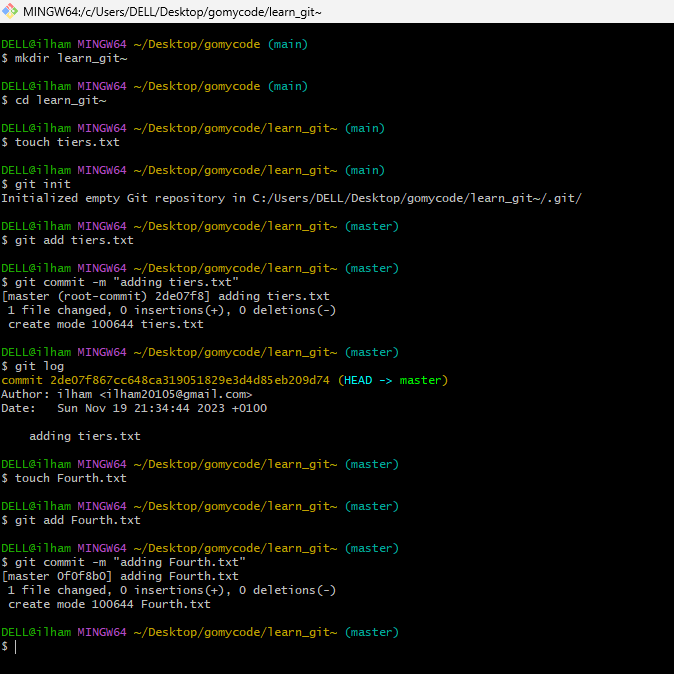 MINGW64:/c/Users/DELL/Desktop/gomycode/learn_git~
DELL@ilham MINGW64 ~/Desktop/gomycode (main)
$ mkdir learn_git~
DELL@ilham MINGW64 ~/Desktop/gomycode (main)
$ cd learn_git~
DELL@ilham MINGW64 ~/Desktop/gomycode/learn_git~ (main)
$ touch tiers.txt
DELL@ilham MINGW64 ~/Desktop/gomycode/learn_git~ (main)
$ git init
Initialized empty Git repository in C:/Users/DELL/Desktop/gomycode/learn_git~/.git/
DELL@ilham MINGW64 ~/Desktop/gomycode/learn_git~ (master)
$ git add tiers.txt
DELL@ilham MINGW64 ~/Desktop/gomycode/learn_git~ (master)
$ git commit -m "adding tiers.txt"
[master (root-commit) 2de07f8] adding tiers.txt
 1 file changed, 0 insertions(+), 0 deletions(-)
 create mode 100644 tiers.txt
DELL@ilham MINGW64 ~/Desktop/gomycode/learn_git~ (master)
$ git log
commit 2de07f867cc648ca319051829e3d4d85eb209d74 (HEAD -> master)
Author: ilham <ilham20105@gmail.com>
Date:   Sun Nov 19 21:34:44 2023 +0100
    adding tiers.txt
DELL@ilham MINGW64 ~/Desktop/gomycode/learn_git~ (master)
$ touch Fourth.txt
DELL@ilham MINGW64 ~/Desktop/gomycode/learn_git~ (master)
$ git add Fourth.txt
DELL@ilham MINGW64 ~/Desktop/gomycode/learn_git~ (master)
$ git commit -m "adding Fourth.txt"
[master 0f0f8b0] adding Fourth.txt
 1 file changed, 0 insertions(+), 0 deletions(-)
 create mode 100644 Fourth.txt
DELL@ilham MINGW64 ~/Desktop/gomycode/learn_git~ (master)
$